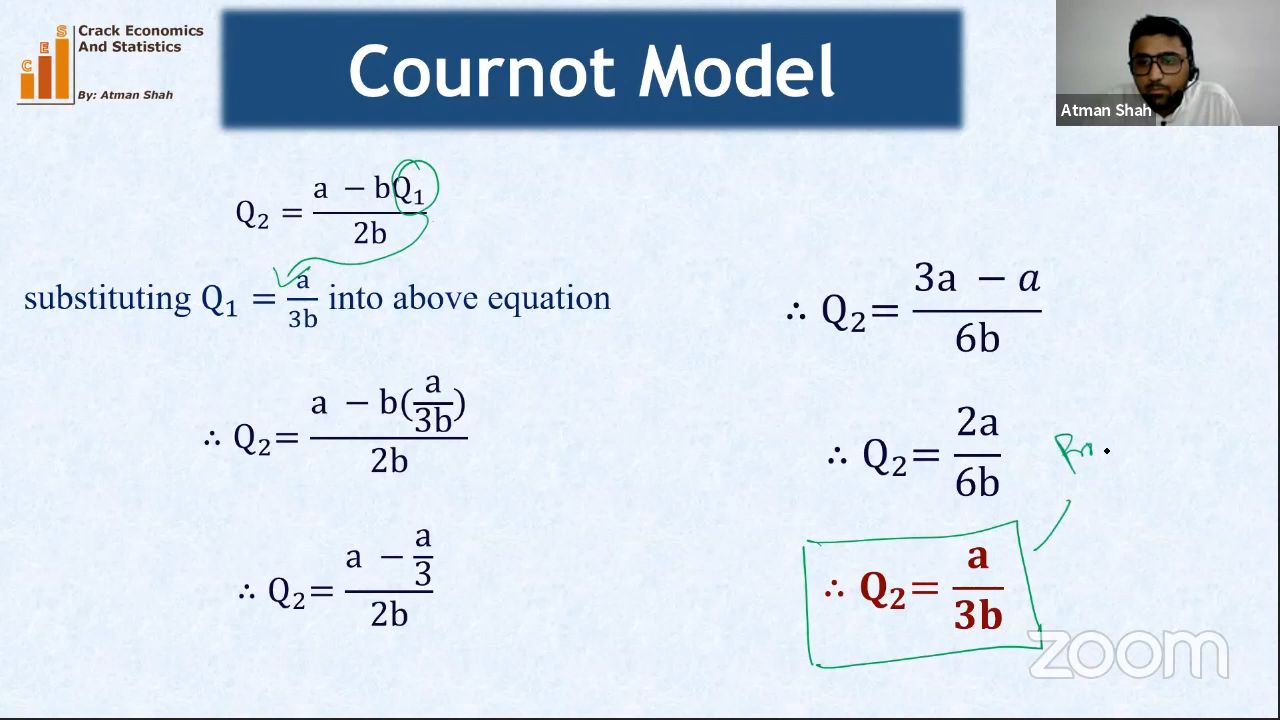 C E S
Crack Economics
And Statistics
By: Atman Shah
Cournot Model
Atman Shah
Q₂ = (a − bQ₁)/2b
substituting Q₁ = a/3b into above equation
∴ Q₂= (a − b(a/3b))/2b
∴ Q₂= (a − a/3)/2b
∴ Q₂= (3a − a)/6b
∴ Q₂= 2a/6b
∴ Q₂= a/3b
zoom